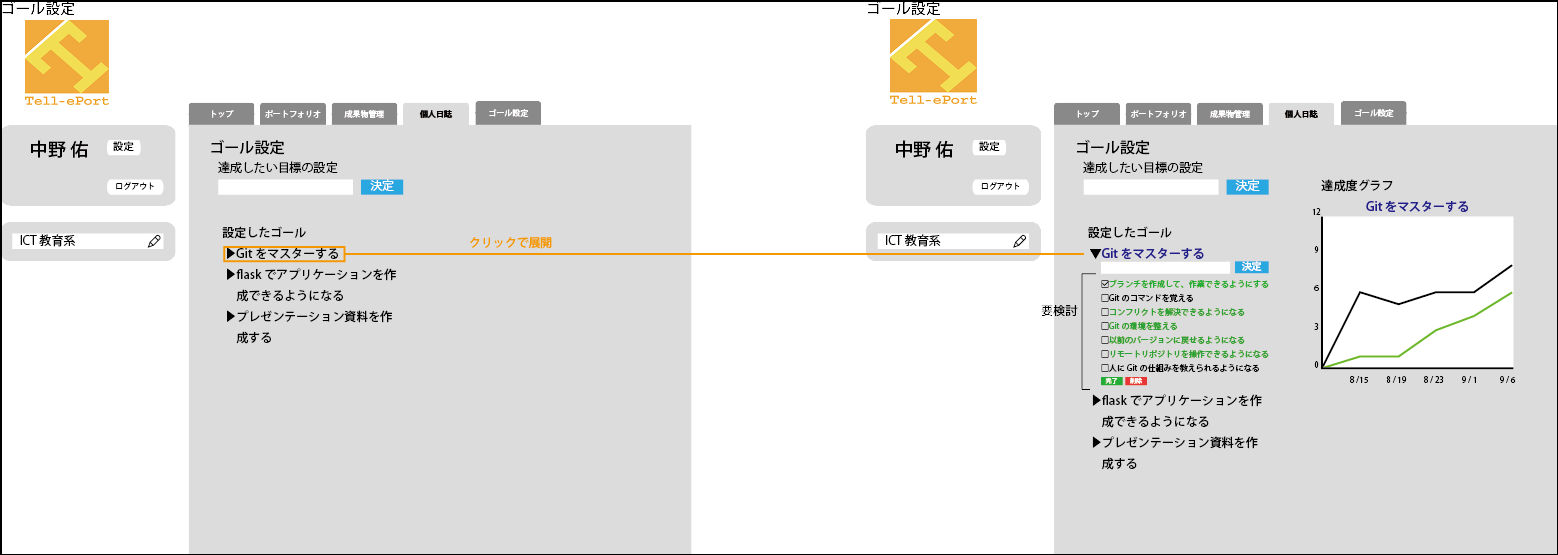 ゴール設定
Tell-ePort
トップ
ポートフォリオ
成果物管理
個人日誌
ゴール設定
中野 佑
設定
ログアウト
ICT 教育系
ゴール設定
達成したい目標の設定
決定
設定したゴール
▶Git をマスターする
▶flask でアプリケーションを作
成できるようになる
▶プレゼンテーション資料を作
成する
クリックで展開
ゴール設定
Tell-ePort
トップ
ポートフォリオ
成果物管理
個人日誌
ゴール設定
中野 佑
設定
ログアウト
ICT 教育系
ゴール設定
達成したい目標の設定
決定
設定したゴール
▼Git をマスターする
決定
要検討
☑ブランチを作成して、作業できるようにする
□Git のコマンドを覚える
□コンフリクトを解決できるようになる
□Git の環境を整える
□以前のバージョンに戻せるようになる
□リモートリポジトリを操作できるようになる
□人に Git の仕組みを教えられるようになる
完了
削除
▶flask でアプリケーションを作
成できるようになる
▶プレゼンテーション資料を作
成する
達成度グラフ
Git をマスターする
12
9
6
3
0
8 / 15
8 / 19
8 / 23
9 / 1
9 / 6